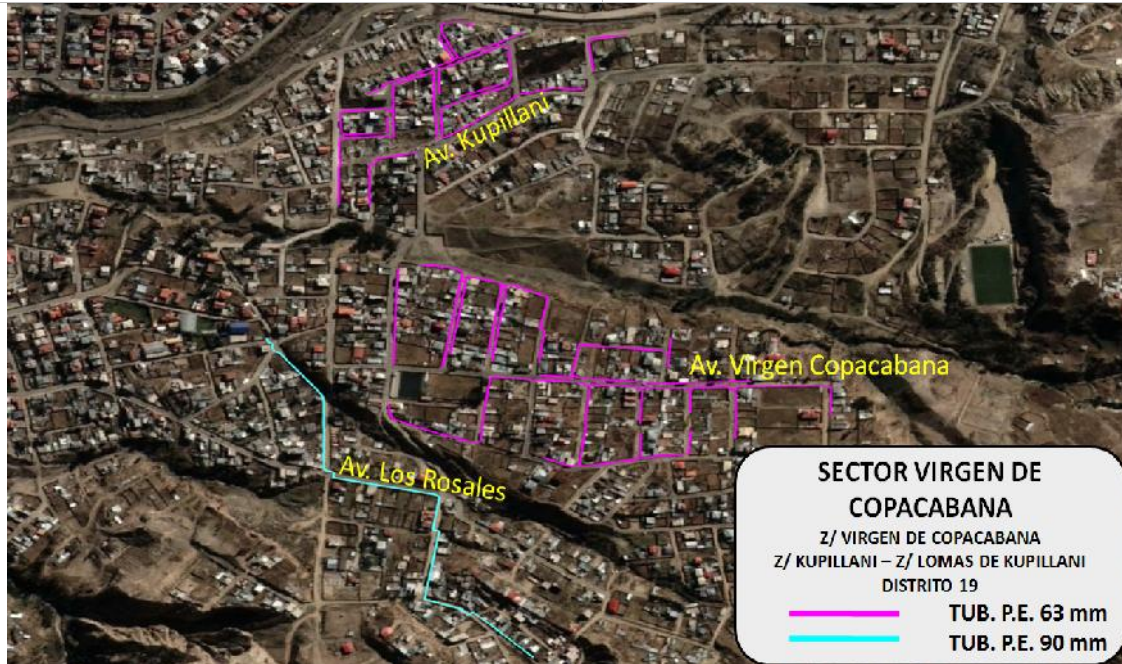 Av. Kupillani
Av. Virgen Copacabana
Av. Los Rosales
SECTOR VIRGEN DE
COPACABANA
Z/ VIRGEN DE COPACABANA
Z/ KUPILLANI – Z/ LOMAS DE KUPILLANI
DISTRITO 19
TUB. P.E. 63 mm
TUB. P.E. 90 mm